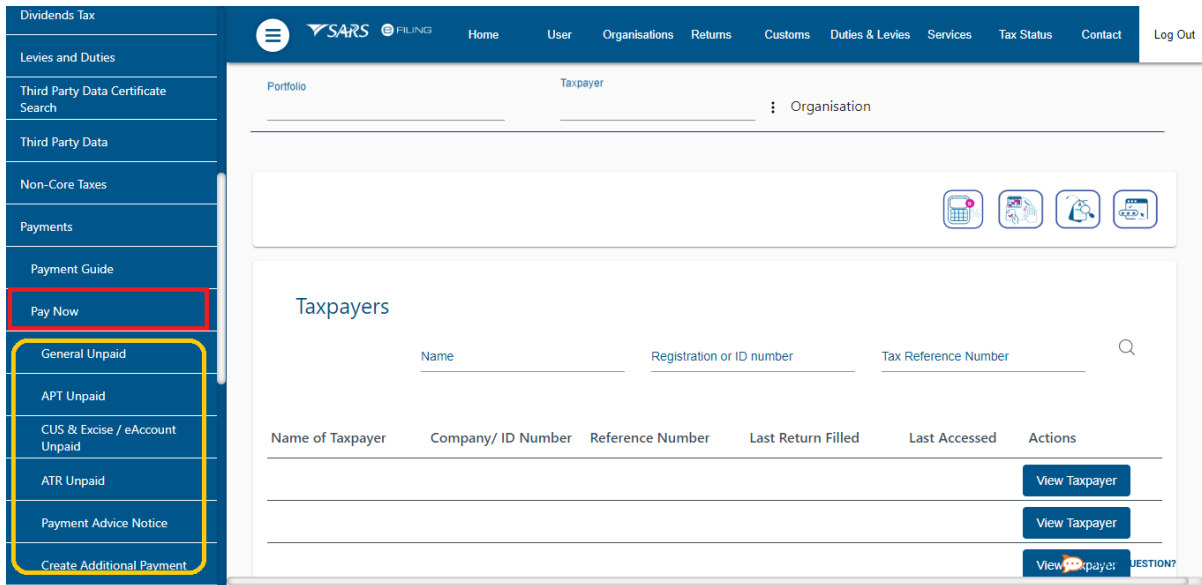 Dividends Tax
Levies and Duties
Third Party Data Certificate
Search
Third Party Data
Non-Core Taxes
Payments
Payment Guide
Pay Now
General Unpaid
APT Unpaid
CUS & Excise / eAccount
Unpaid
ATR Unpaid
Payment Advice Notice
Create Additional Payment
SARS e FILING Home User Organisations Returns Customs Duties & Levies Services Tax Status Contact Log Out
Portfolio Taxpayer
Organisation
Taxpayers
Name Registration or ID number Tax Reference Number
Name of Taxpayer Company/ ID Number Reference Number Last Return Filled Last Accessed Actions
View Taxpayer
View Taxpayer
View